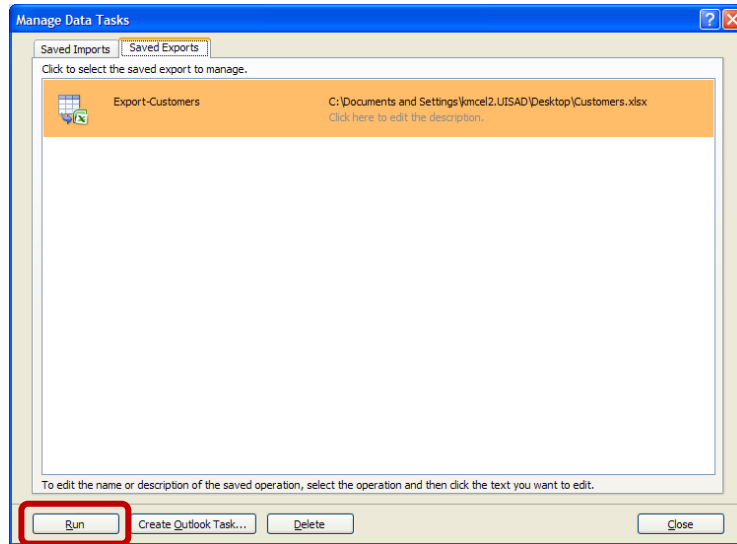 Manage Data Tasks
Saved Imports Saved Exports
Click to select the saved export to manage.
Export-Customers C:\Documents and Settings\kmcel2.UISAD\Desktop\Customers.xlsx
Click here to edit the description.
To edit the name or description of the saved operation, select the operation and then click the text you want to edit.
Run Create Outlook Task... Delete Close